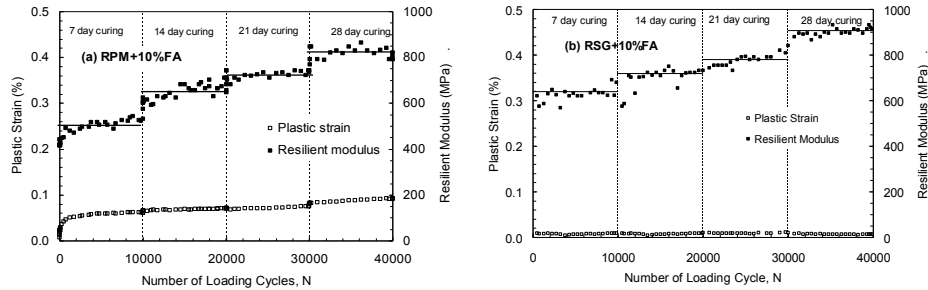 7 day curing 14 day curing 21 day curing 28 day curing
(a) RPM+10%FA
Plastic strain
Resilient modulus
Plastic Strain (%)
0.5
0.4
0.3
0.2
0.1
0.0
Resilient Modulus (MPa)
1000
800
600
400
200
0
0 10000 20000 30000 40000
Number of Loading Cycles, N
7 day curing 14 day curing 21 day curing 28 day curing
(b) RSG+10%FA
Plastic Strain
Resilient Modulus
Plastic Strain (%)
0.5
0.4
0.3
0.2
0.1
0.0
Resilient Modulus (MPa)
1000
800
600
400
200
0
0 10000 20000 30000 40000
Number of Loading Cycle, N